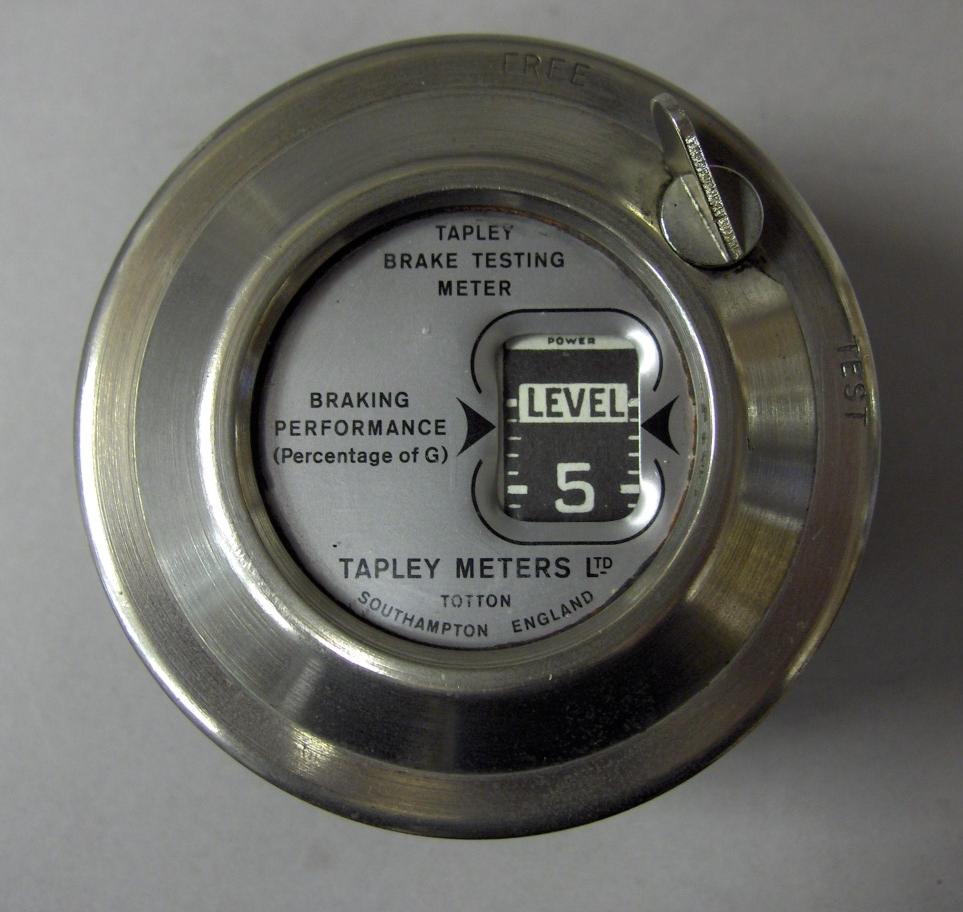 FREE
TEST
TAPLEY
BRAKE TESTING
METER
POWER
LEVEL
BRAKING
PERFORMANCE
(Percentage of G)
5
TAPLEY METERS LTD
TOTTON
SOUTHAMPTON ENGLAND